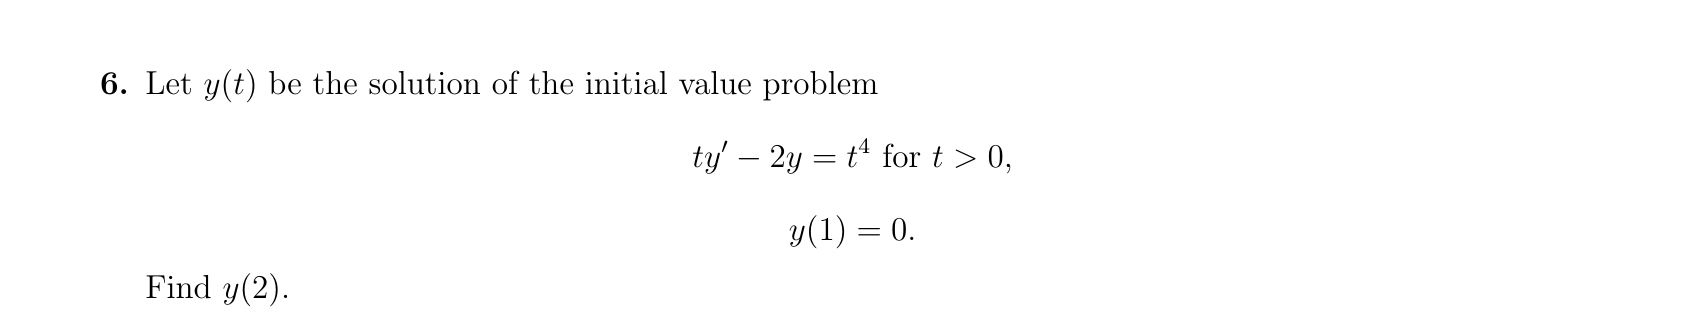 6. Let y(t) be the solution of the initial value problem
ty′ − 2y = t⁴ for t > 0,
y(1) = 0.
Find y(2).